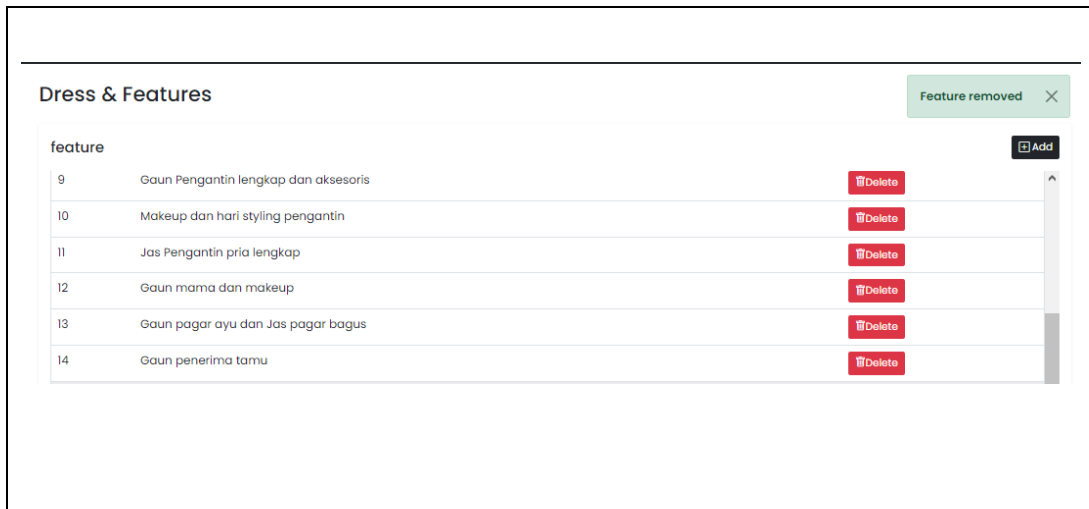 Dress & Features
Feature removed
feature
Add
9 Gaun Pengantin lengkap dan aksesoris Delete
10 Makeup dan hari styling pengantin Delete
11 Jas Pengantin pria lengkap Delete
12 Gaun mama dan makeup Delete
13 Gaun pagar ayu dan Jas pagar bagus Delete
14 Gaun penerima tamu Delete